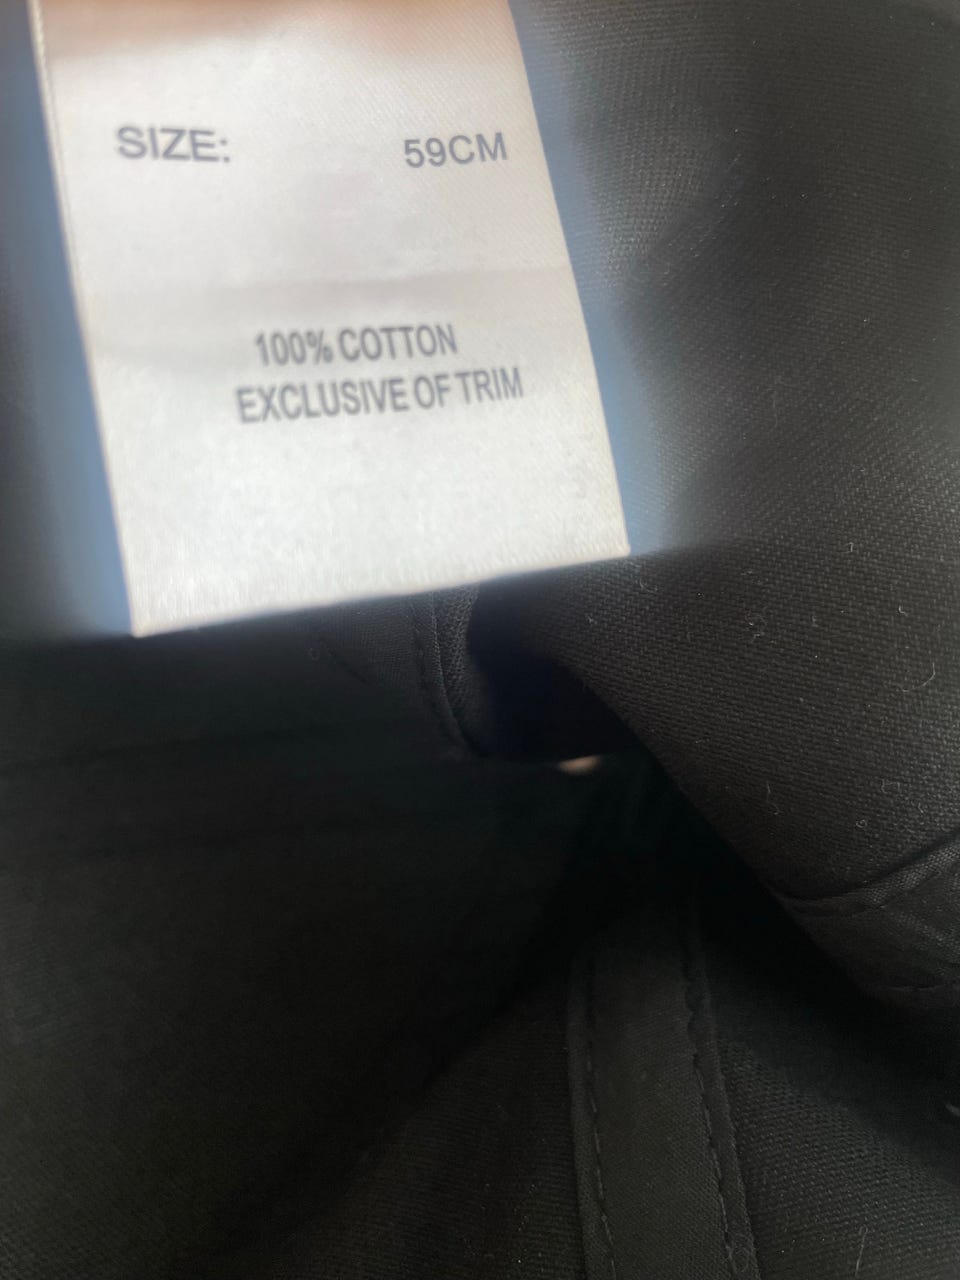 SIZE: 59CM
100% COTTON
EXCLUSIVE OF TRIM